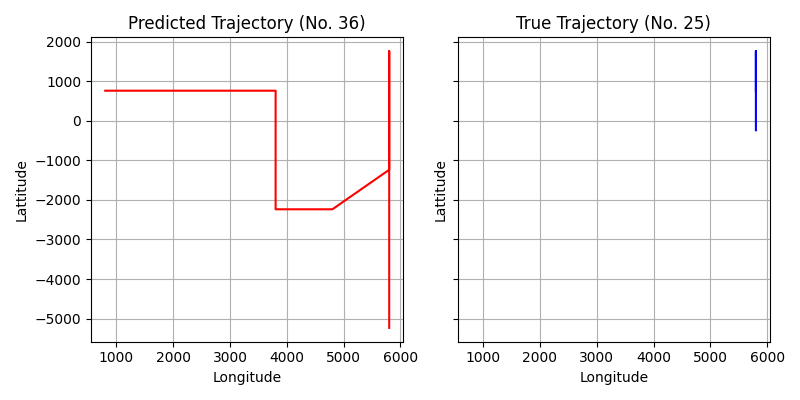 Predicted Trajectory (No. 36)
True Trajectory (No. 25)
2000
1000
0
−1000
−2000
−3000
−4000
−5000
Lattitude
Lattitude
1000 2000 3000 4000 5000 6000
1000 2000 3000 4000 5000 6000
Longitude
Longitude